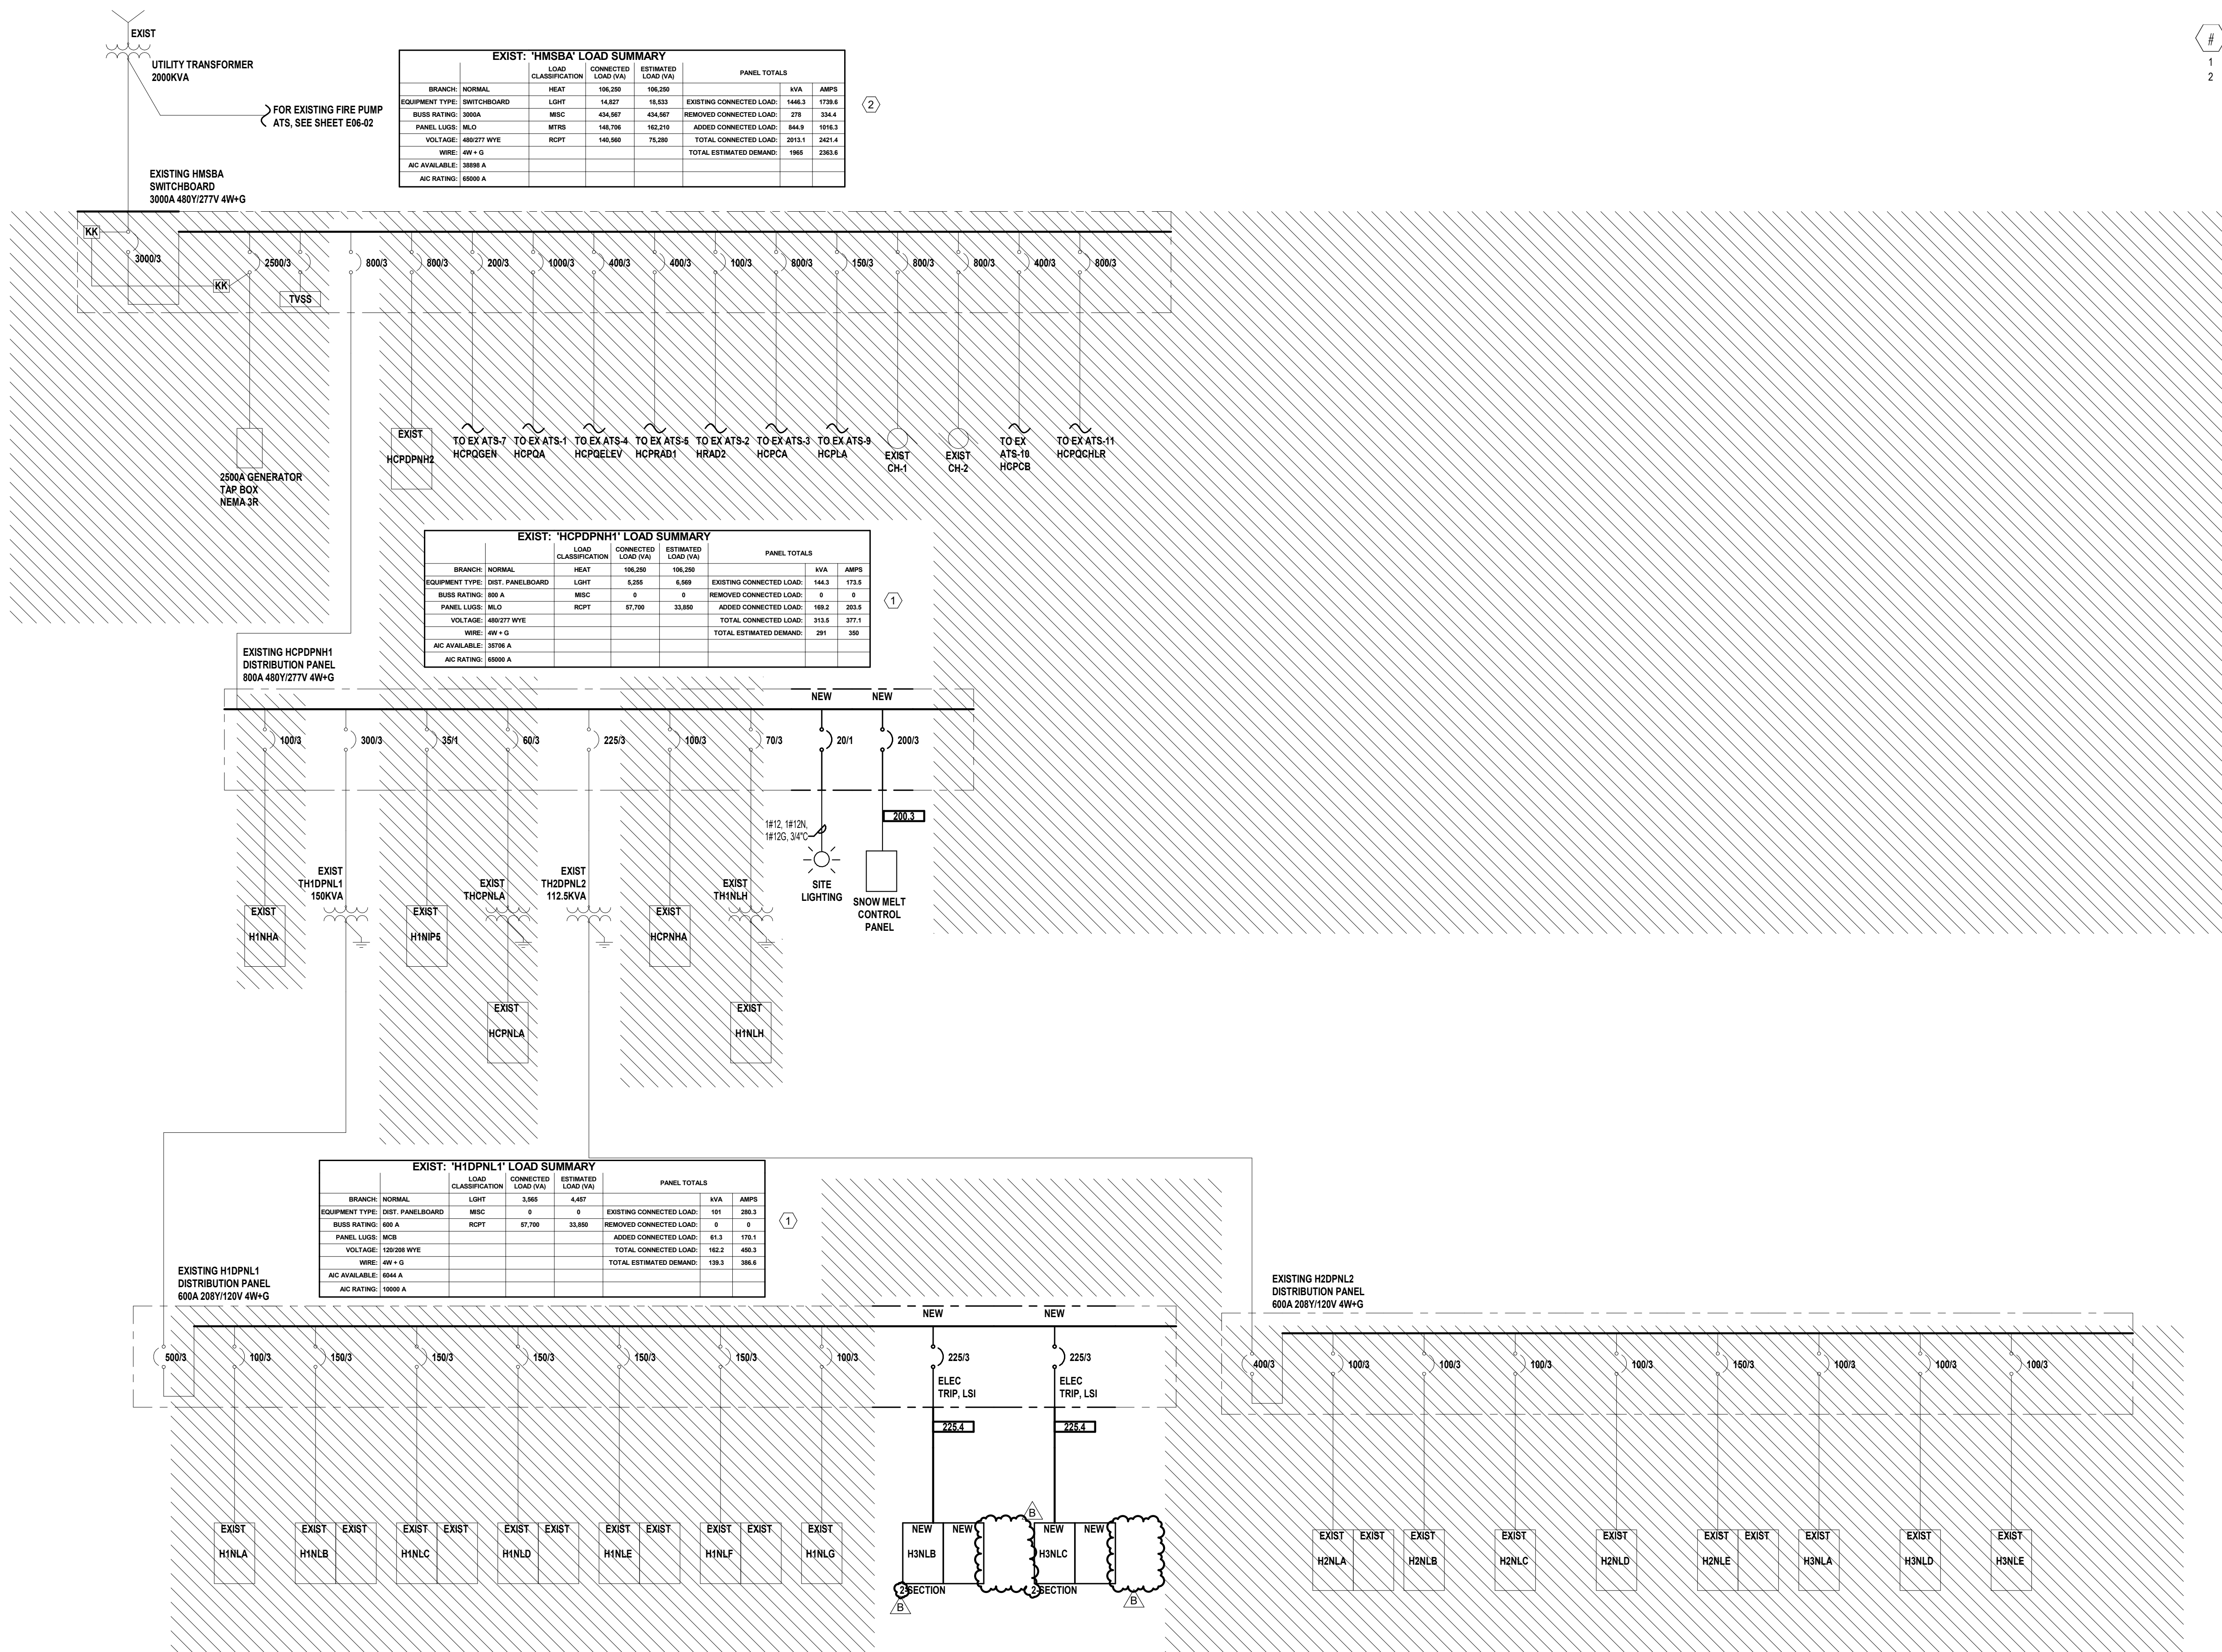 EXIST
UTILITY TRANSFORMER
2000KVA
FOR EXISTING FIRE PUMP
ATS, SEE SHEET E06-02
#
1
2
EXIST: 'HMSBA' LOAD SUMMARY
LOAD CLASSIFICATION CONNECTED LOAD (VA) ESTIMATED LOAD (VA) PANEL TOTALS
BRANCH: NORMAL HEAT 106,250 106,250 kVA AMPS
EQUIPMENT TYPE: SWITCHBOARD LGHT 14,827 18,533 EXISTING CONNECTED LOAD: 1446.3 1739.6
BUSS RATING: 3000A MISC 434,567 434,567 REMOVED CONNECTED LOAD: 278 334.4
PANEL LUGS: MLO MTRS 148,706 162,210 ADDED CONNECTED LOAD: 844.9 1016.3
VOLTAGE: 480/277 WYE RCPT 140,560 75,280 TOTAL CONNECTED LOAD: 2013.1 2421.4
WIRE: 4W + G TOTAL ESTIMATED DEMAND: 1965 2363.6
AIC AVAILABLE: 38898 A
AIC RATING: 65000 A
2
EXISTING HMSBA
SWITCHBOARD
3000A 480Y/277V 4W+G
KK
3000/3
KK
2500/3
TVSS
800/3
800/3
200/3
1000/3
400/3
400/3
100/3
800/3
150/3
800/3
800/3
400/3
800/3
2500A GENERATOR
TAP BOX
NEMA 3R
EXIST
HCPDPNH2
TO EX ATS-7
HCPQGEN
TO EX ATS-1
HCPQA
TO EX ATS-4
HCPQELEV
TO EX ATS-5
HCPRAD1
TO EX ATS-2
HRAD2
TO EX ATS-3
HCPCA
TO EX ATS-9
HCPLA
EXIST
CH-1
EXIST
CH-2
TO EX
ATS-10
HCPCB
TO EX ATS-11
HCPQCHLR
EXIST: 'HCPDPNH1' LOAD SUMMARY
LOAD CLASSIFICATION CONNECTED LOAD (VA) ESTIMATED LOAD (VA) PANEL TOTALS
BRANCH: NORMAL HEAT 106,250 106,250 kVA AMPS
EQUIPMENT TYPE: DIST. PANELBOARD LGHT 5,255 6,569 EXISTING CONNECTED LOAD: 144.3 173.5
BUSS RATING: 800 A MISC 0 0 REMOVED CONNECTED LOAD: 0 0
PANEL LUGS: MLO RCPT 57,700 33,850 ADDED CONNECTED LOAD: 169.2 203.5
VOLTAGE: 480/277 WYE TOTAL CONNECTED LOAD: 313.5 377.1
WIRE: 4W + G TOTAL ESTIMATED DEMAND: 291 350
AIC AVAILABLE: 35706 A
AIC RATING: 65000 A
1
EXISTING HCPDPNH1
DISTRIBUTION PANEL
800A 480Y/277V 4W+G
NEW
NEW
100/3
300/3
35/1
60/3
225/3
100/3
70/3
20/1
200/3
200.3
1#12, 1#12N,
1#12G, 3/4"C
EXIST
H1NHA
EXIST
TH1DPNL1
150KVA
EXIST
H1NIP5
EXIST
THCPNLA
EXIST
HCPNLA
EXIST
TH2DPNL2
112.5KVA
EXIST
HCPNHA
EXIST
TH1NLH
EXIST
H1NLH
SITE
LIGHTING
SNOW MELT
CONTROL
PANEL
EXIST: 'H1DPNL1' LOAD SUMMARY
LOAD CLASSIFICATION CONNECTED LOAD (VA) ESTIMATED LOAD (VA) PANEL TOTALS
BRANCH: NORMAL LGHT 3,565 4,457 kVA AMPS
EQUIPMENT TYPE: DIST. PANELBOARD MISC 0 0 EXISTING CONNECTED LOAD: 101 280.3
BUSS RATING: 600 A RCPT 57,700 33,850 REMOVED CONNECTED LOAD: 0 0
PANEL LUGS: MCB ADDED CONNECTED LOAD: 61.3 170.1
VOLTAGE: 120/208 WYE TOTAL CONNECTED LOAD: 162.2 450.3
WIRE: 4W + G TOTAL ESTIMATED DEMAND: 139.3 386.6
AIC AVAILABLE: 6044 A
AIC RATING: 10000 A
1
EXISTING H1DPNL1
DISTRIBUTION PANEL
600A 208Y/120V 4W+G
500/3
100/3
150/3
150/3
150/3
150/3
150/3
100/3
NEW
225/3
ELEC
TRIP, LSI
225.4
NEW
225/3
ELEC
TRIP, LSI
225.4
EXIST
H1NLA
EXIST EXIST
H1NLB
EXIST EXIST
H1NLC
EXIST EXIST
H1NLD
EXIST EXIST
H1NLE
EXIST EXIST
H1NLF
EXIST
H1NLG
NEW NEW
H3NLB
2-SECTION
B
B
NEW NEW
H3NLC
2-SECTION
B
EXISTING H2DPNL2
DISTRIBUTION PANEL
600A 208Y/120V 4W+G
400/3
100/3
100/3
100/3
100/3
150/3
100/3
100/3
100/3
EXIST EXIST
H2NLA
EXIST
H2NLB
EXIST
H2NLC
EXIST
H2NLD
EXIST EXIST
H2NLE
EXIST
H3NLA
EXIST
H3NLD
EXIST
H3NLE